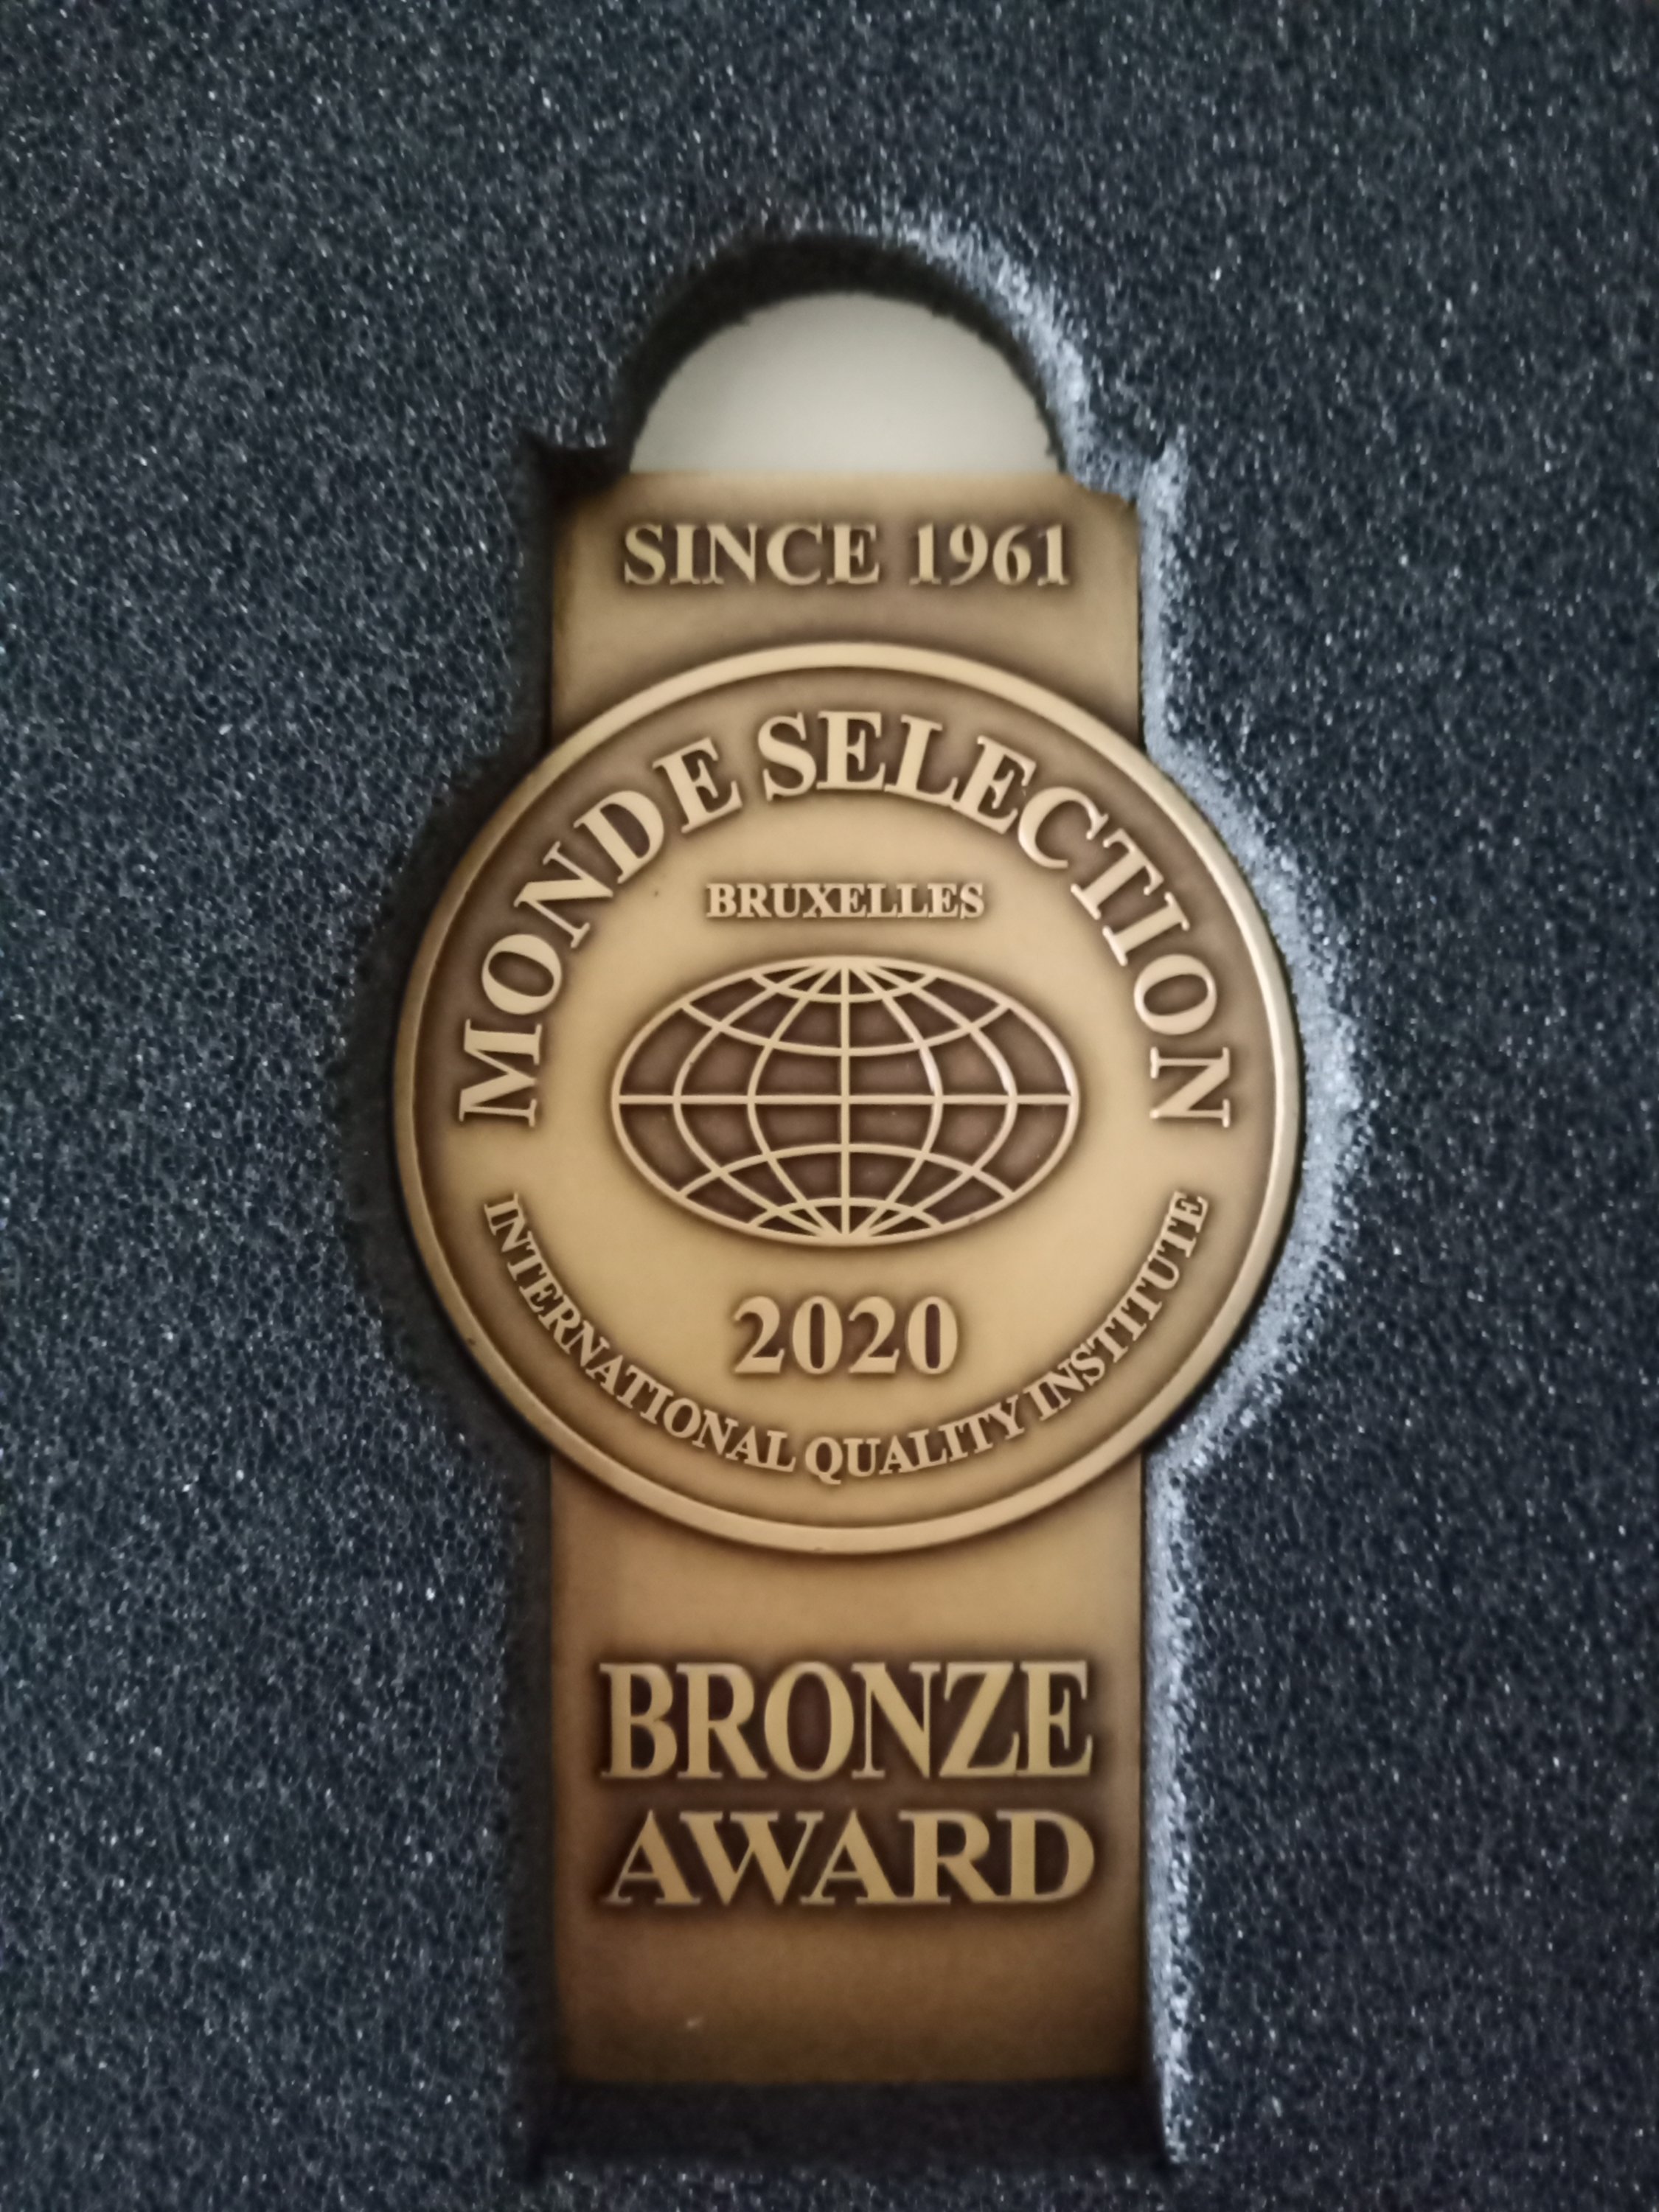 SINCE 1961
MONDE SELECTION
BRUXELLES
2020
INTERNATIONAL QUALITY INSTITUTE
BRONZE
AWARD